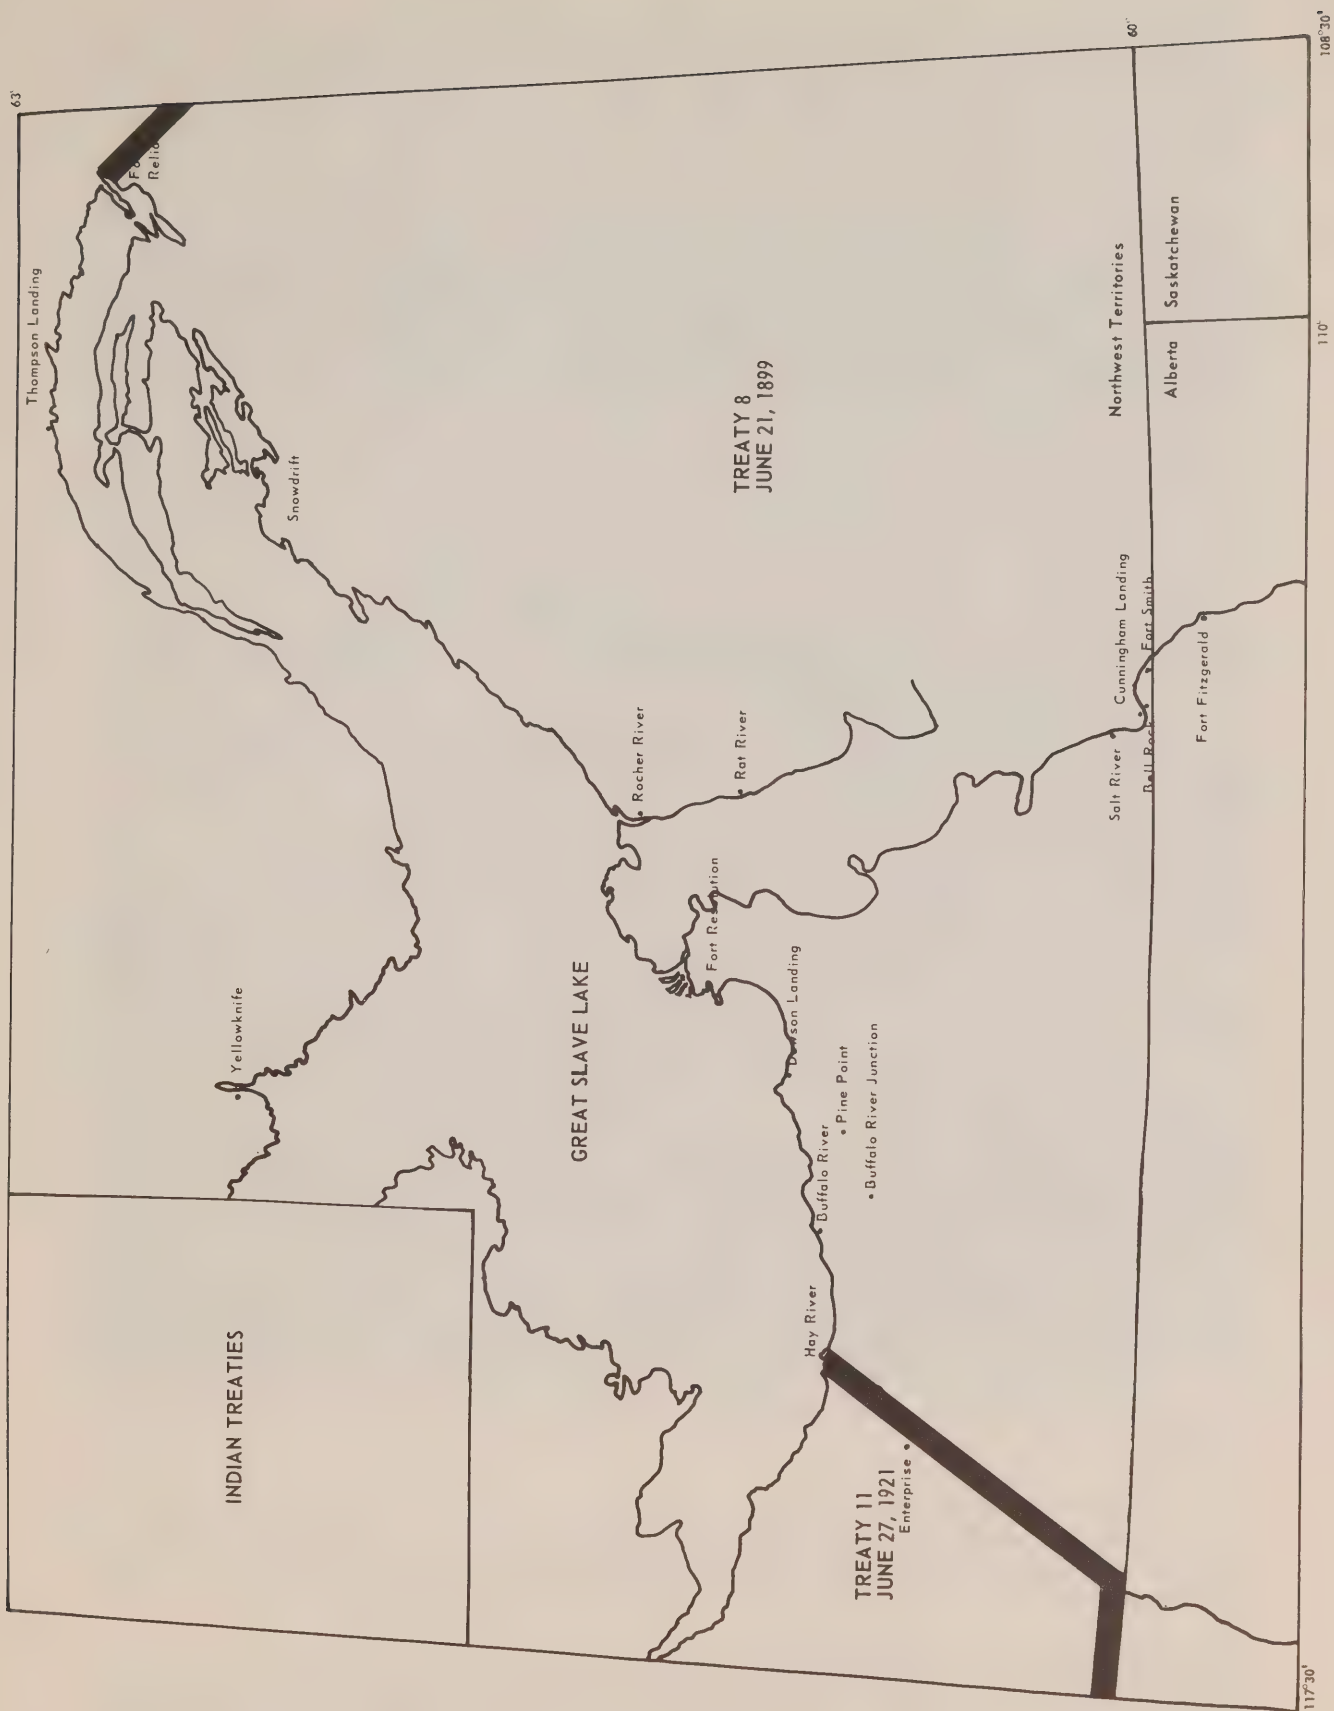 INDIAN TREATIES
63°
Thompson Landing
Yellowknife
Snowdrift
GREAT SLAVE LAKE
Rocher River
Rat River
TREATY 8
JUNE 21, 1899
Hay River
Buffalo River
Pine Point
Buffalo River Junction
Landing
Fort
TREATY 11
JUNE 27, 1921
Enterprise
Salt River
Cunningham Landing
Fort Smith
Rock
Fort Fitzgerald
Northwest Territories
60°
Alberta
Saskatchewan
117°30'
110°
108°30'